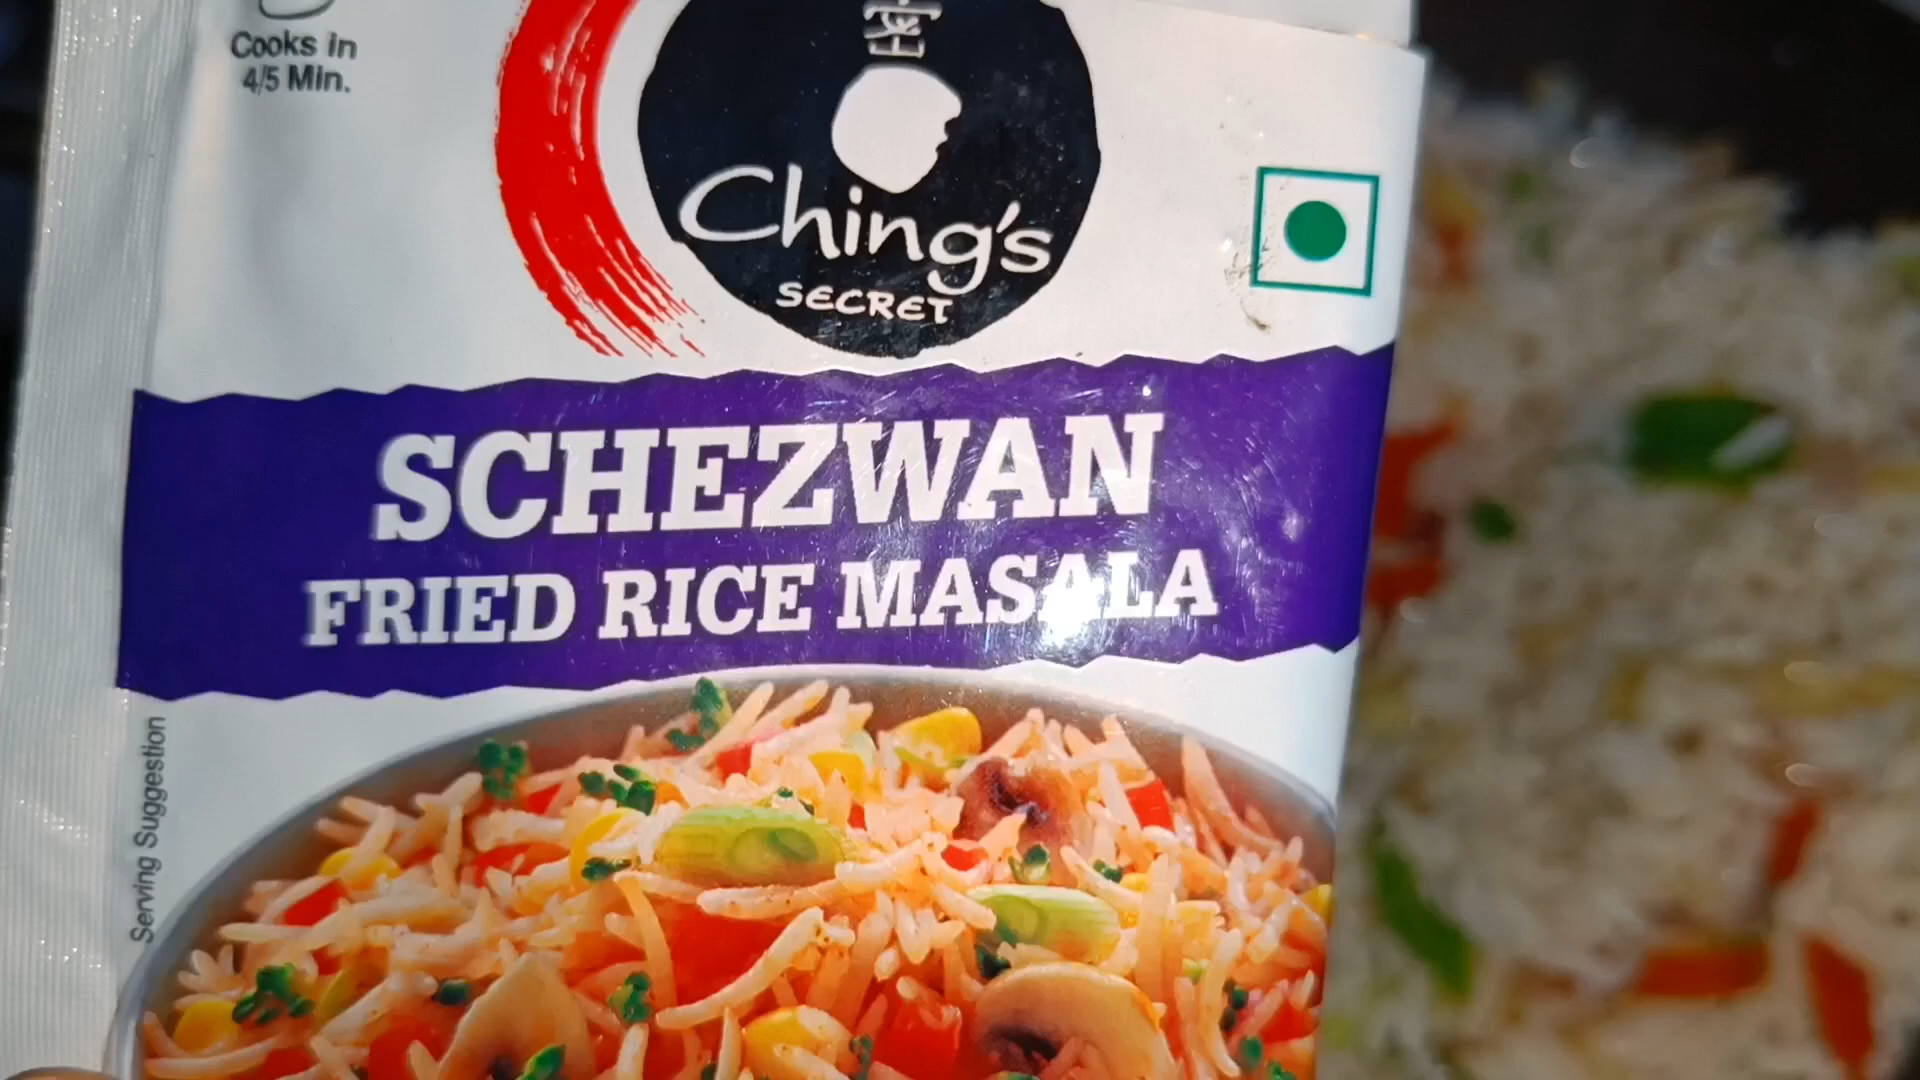 Cooks in
4/5 Min.
Ching's
SECRET
SCHEZWAN
FRIED RICE MASALA
Serving Suggestion